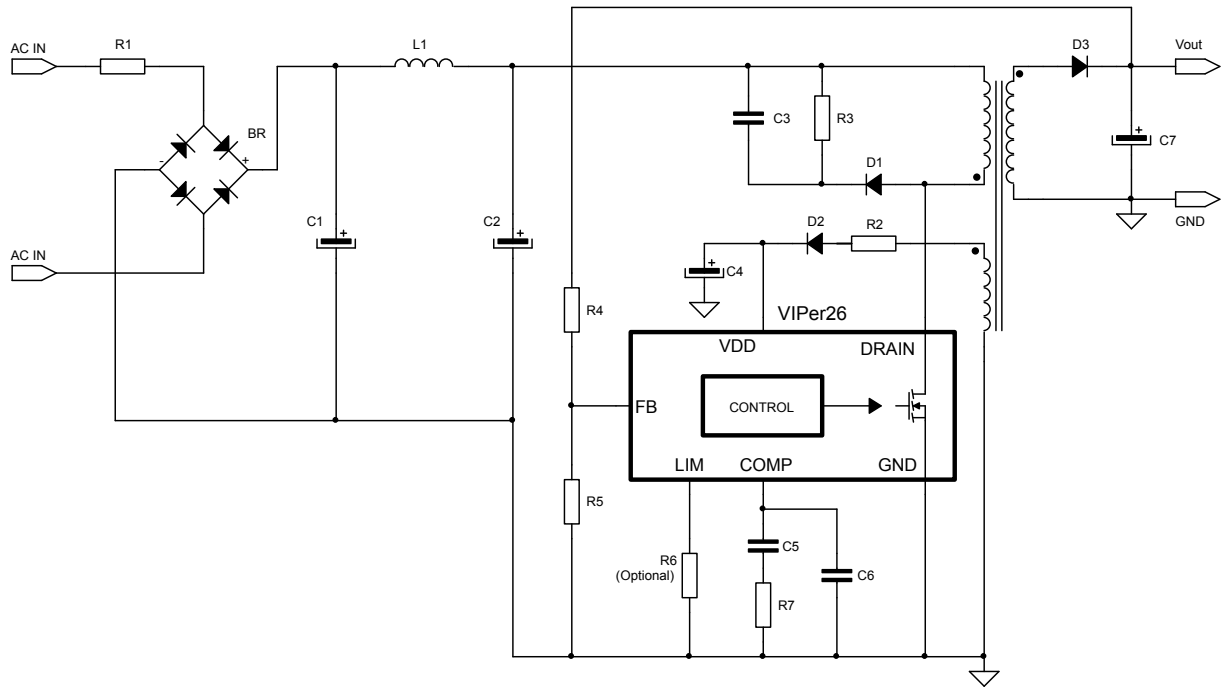 AC IN
R1
L1
D3
Vout
BR
-
+
C3
R3
+
C7
D1
GND
C1
+
C2
+
D2
R2
AC IN
+
C4
R4
VIPer26
VDD
DRAIN
CONTROL
FB
LIM
COMP
GND
R5
C5
R6
(Optional)
C6
R7